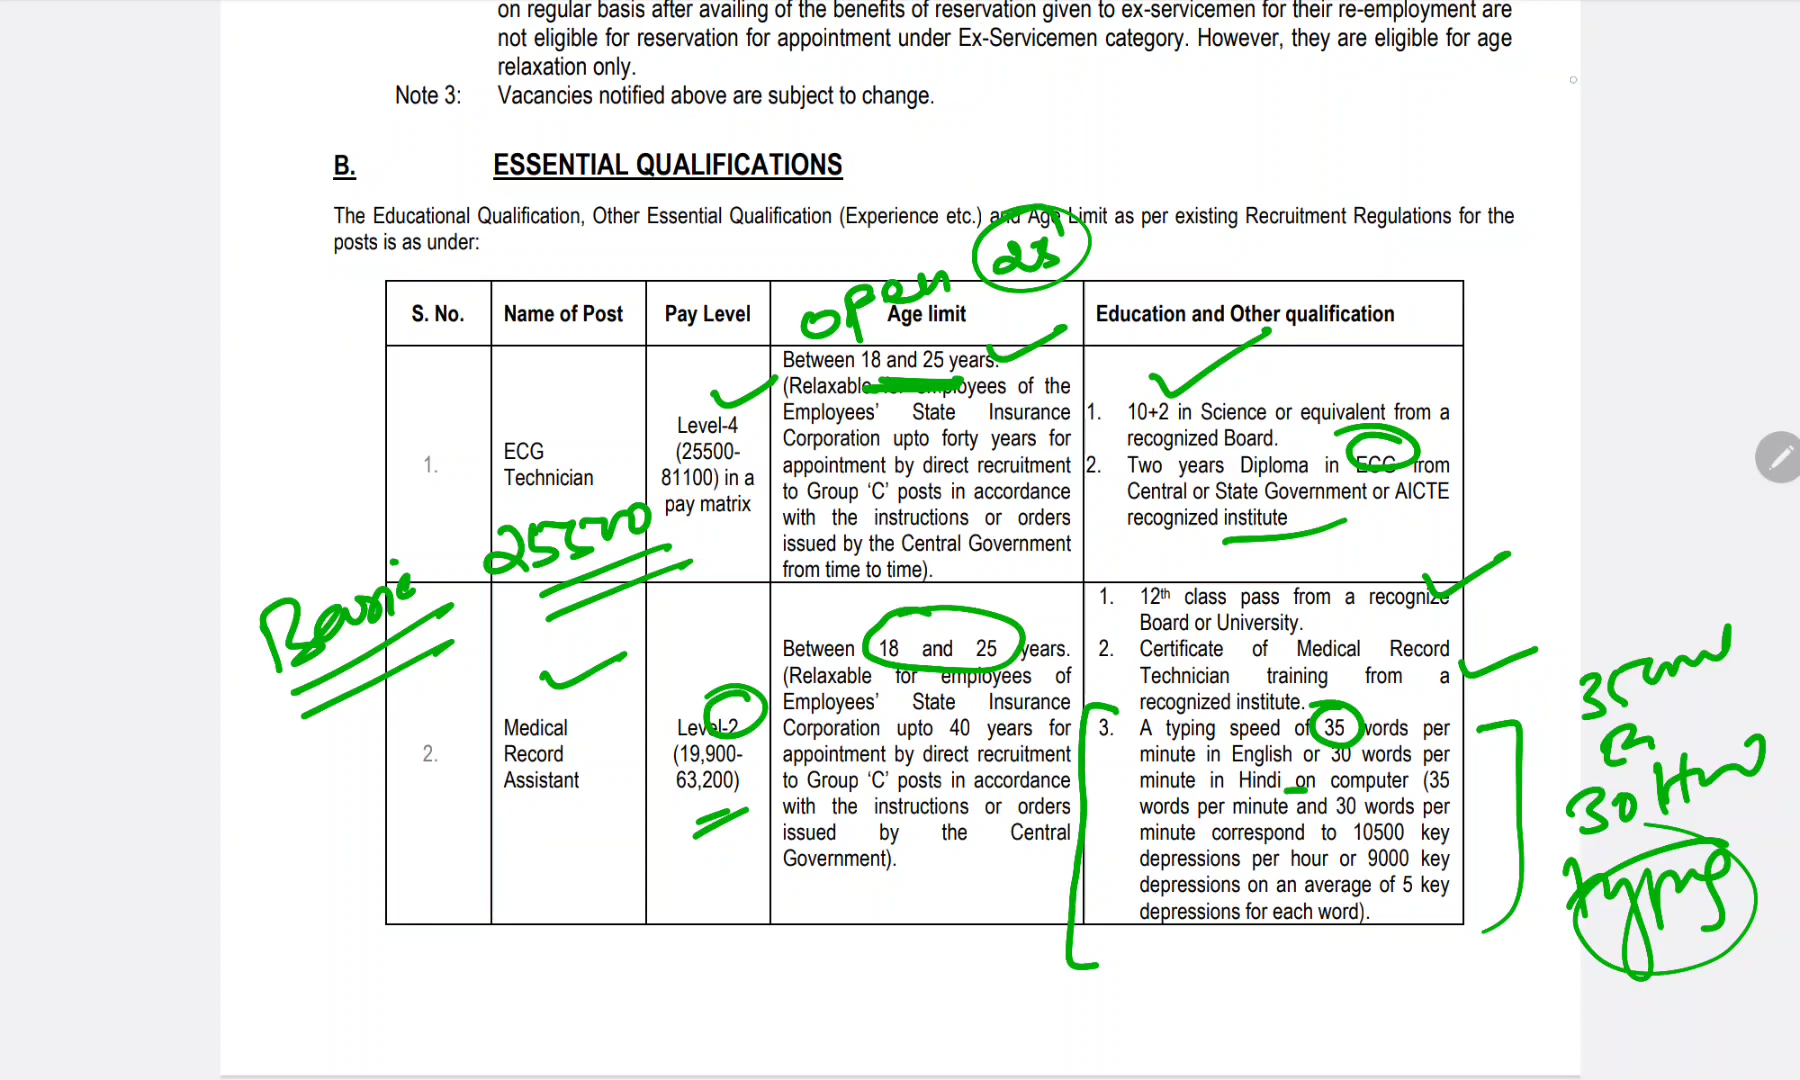 on regular basis after availing of the benefits of reservation given to ex-servicemen for their re-employment are
not eligible for reservation for appointment under Ex-Servicemen category. However, they are eligible for age
relaxation only.
Note 3: Vacancies notified above are subject to change.
B. ESSENTIAL QUALIFICATIONS
The Educational Qualification, Other Essential Qualification (Experience etc.) and Age Limit as per existing Recruitment Regulations for the
posts is as under:
open 25
S. No. Name of Post Pay Level Age limit Education and Other qualification
1.
ECG
Technician
Level-4
(25500-
81100) in a
pay matrix
Between 18 and 25 years.
(Relaxable for employees of the
Employees’ State Insurance
Corporation upto forty years for
appointment by direct recruitment
to Group ‘C’ posts in accordance
with the instructions or orders
issued by the Central Government
from time to time).
1. 10+2 in Science or equivalent from a
recognized Board.
2. Two years Diploma in ECG from
Central or State Government or AICTE
recognized institute
25500
Basic
2.
Medical
Record
Assistant
Level-2
(19,900-
63,200)
Between 18 and 25 years.
(Relaxable for employees of
Employees’ State Insurance
Corporation upto 40 years for
appointment by direct recruitment
to Group ‘C’ posts in accordance
with the instructions or orders
issued by the Central
Government).
1. 12th class pass from a recognize
Board or University.
2. Certificate of Medical Record
Technician training from a
recognized institute.
3. A typing speed of 35 words per
minute in English or 30 words per
minute in Hindi on computer (35
words per minute and 30 words per
minute correspond to 10500 key
depressions per hour or 9000 key
depressions on an average of 5 key
depressions for each word).
35
30
typing